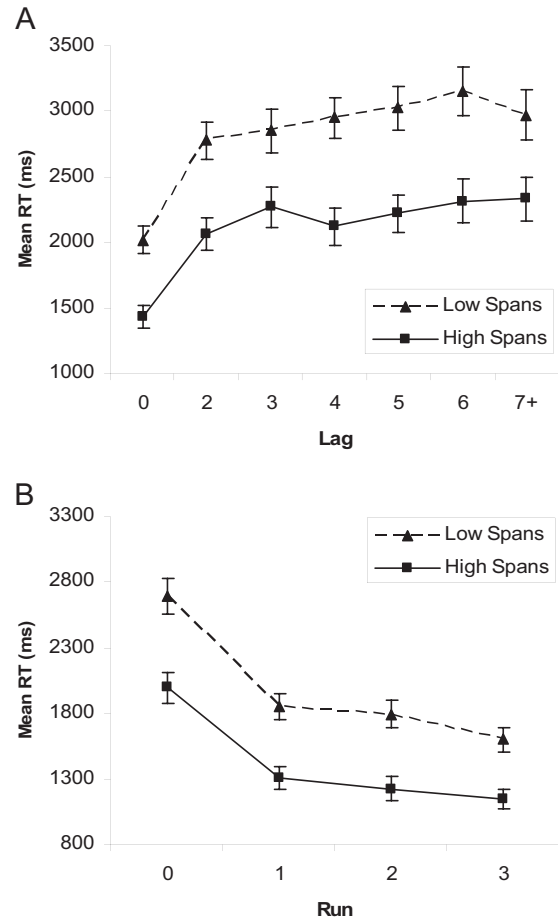 A
3500
3000
2500
2000
1500
1000
Mean RT (ms)
Low Spans
High Spans
0 2 3 4 5 6 7+
Lag
B
3300
2800
2300
1800
1300
800
Mean RT (ms)
Low Spans
High Spans
0 1 2 3
Run